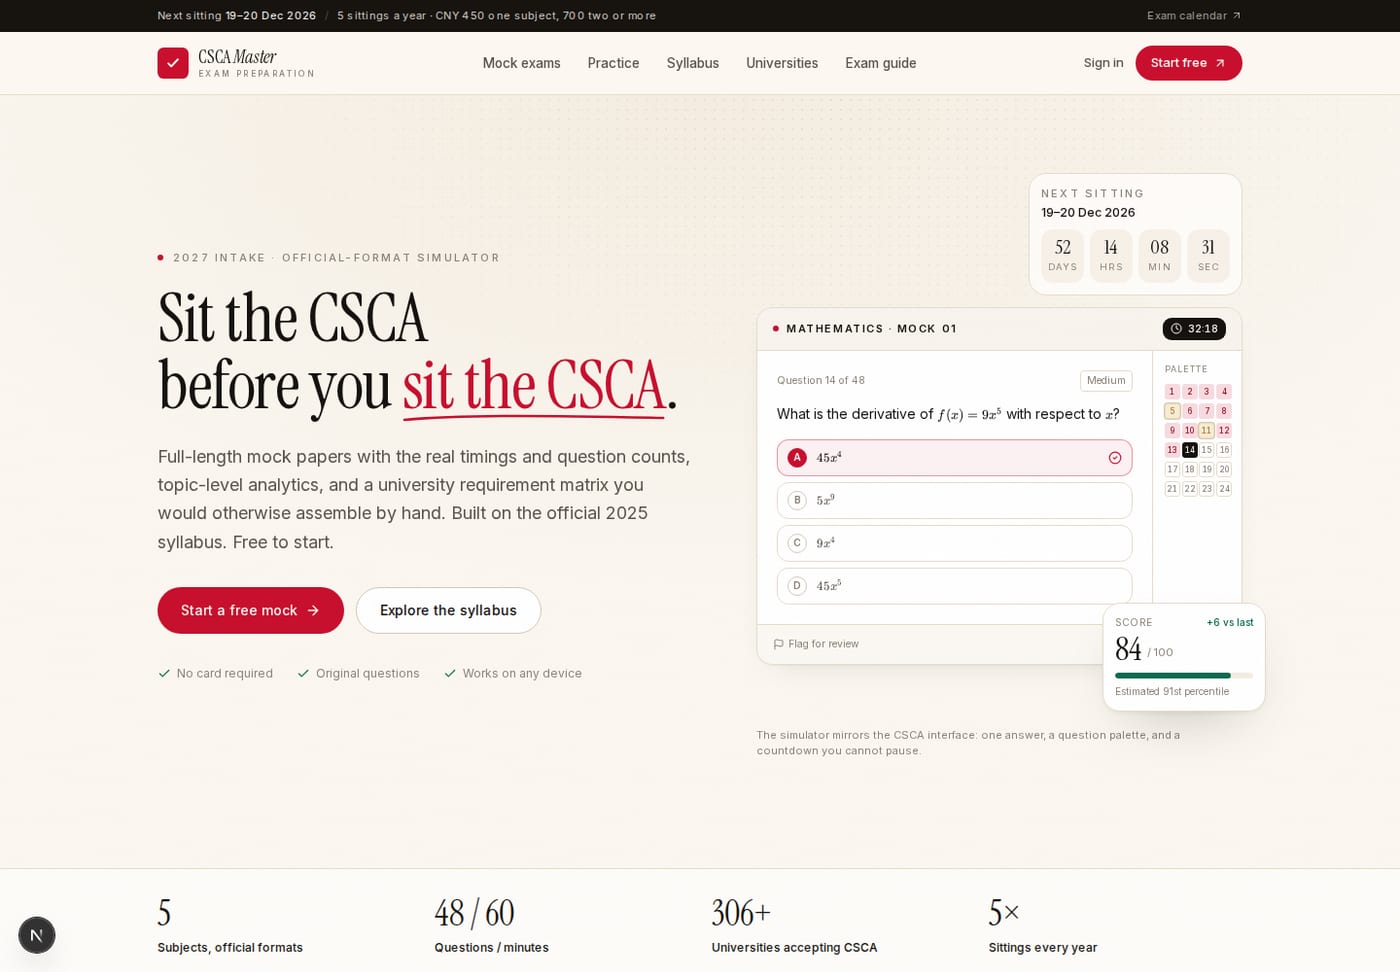 Next sitting 19–20 Dec 2026 / 5 sittings a year · CNY 450 one subject, 700 two or more
Exam calendar
CSCA Master
EXAM PREPARATION
Mock exams
Practice
Syllabus
Universities
Exam guide
Sign in
Start free
2027 INTAKE · OFFICIAL-FORMAT SIMULATOR
Sit the CSCA
before you sit the CSCA.
Full-length mock papers with the real timings and question counts,
topic-level analytics, and a university requirement matrix you
would otherwise assemble by hand. Built on the official 2025
syllabus. Free to start.
Start a free mock
Explore the syllabus
No card required
Original questions
Works on any device
NEXT SITTING
19–20 Dec 2026
52 14 08 31
DAYS HRS MIN SEC
MATHEMATICS · MOCK 01
32:18
Question 14 of 48
Medium
What is the derivative of f(x) = 9x⁵ with respect to x?
A 45x⁴
B 5x⁹
C 9x⁴
D 45x⁵
Flag for review
PALETTE
1 2 3 4
5 6 7 8
9 10 11 12
13 14 15 16
17 18 19 20
21 22 23 24
SCORE
+6 vs last
84 / 100
Estimated 91st percentile
The simulator mirrors the CSCA interface: one answer, a question palette, and a
countdown you cannot pause.
5
Subjects, official formats
48 / 60
Questions / minutes
306+
Universities accepting CSCA
5×
Sittings every year
N